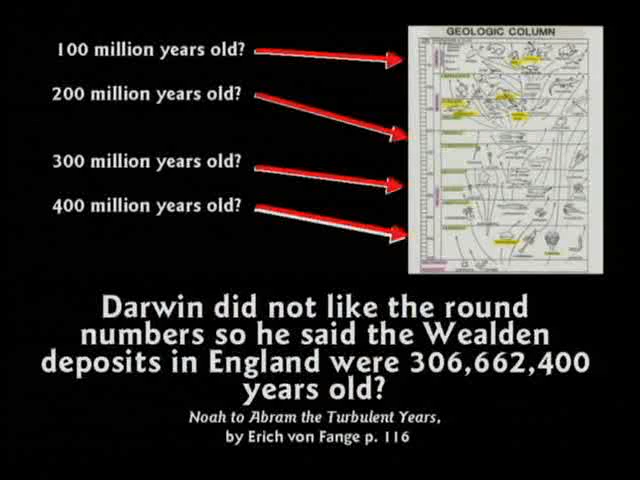 GEOLOGIC COLUMN
100 million years old?
200 million years old?
300 million years old?
400 million years old?
Darwin did not like the round
numbers so he said the Wealden
deposits in England were 306,662,400
years old?
Noah to Abram the Turbulent Years,
by Erich von Fange p. 116